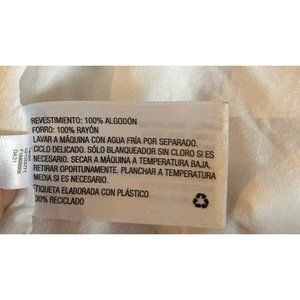 REVESTIMIENTO: 100% ALGODÓN
FORRO: 100% RAYÓN
LAVAR A MÁQUINA CON AGUA FRÍA POR SEPARADO.
CICLO DELICADO. SÓLO BLANQUEADOR SIN CLORO SI ES
NECESARIO. SECAR A MÁQUINA A TEMPERATURA BAJA,
RETIRAR OPORTUNAMENTE. PLANCHAR A TEMPERATURA
MEDIA SI ES NECESARIO.
ETIQUETA ELABORADA CON PLÁSTICO
100% RECICLADO